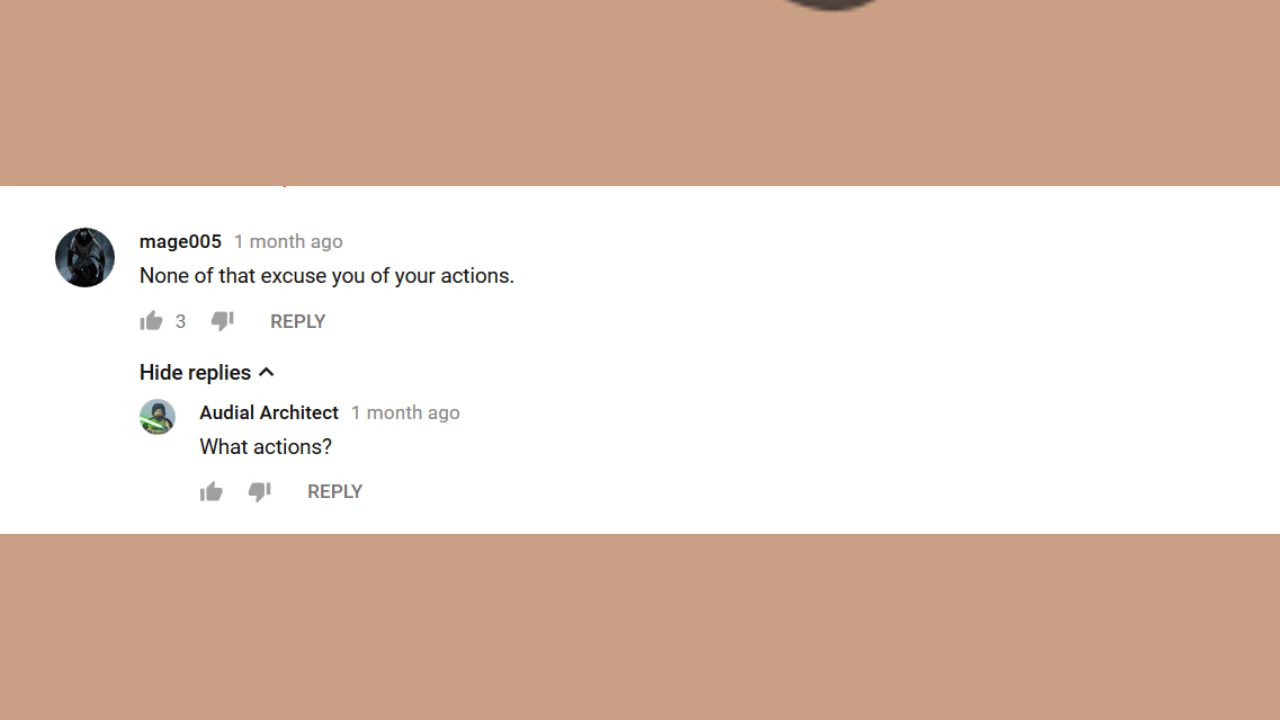 mage005 1 month ago
None of that excuse you of your actions.
3 REPLY
Hide replies
Audial Architect 1 month ago
What actions?
REPLY